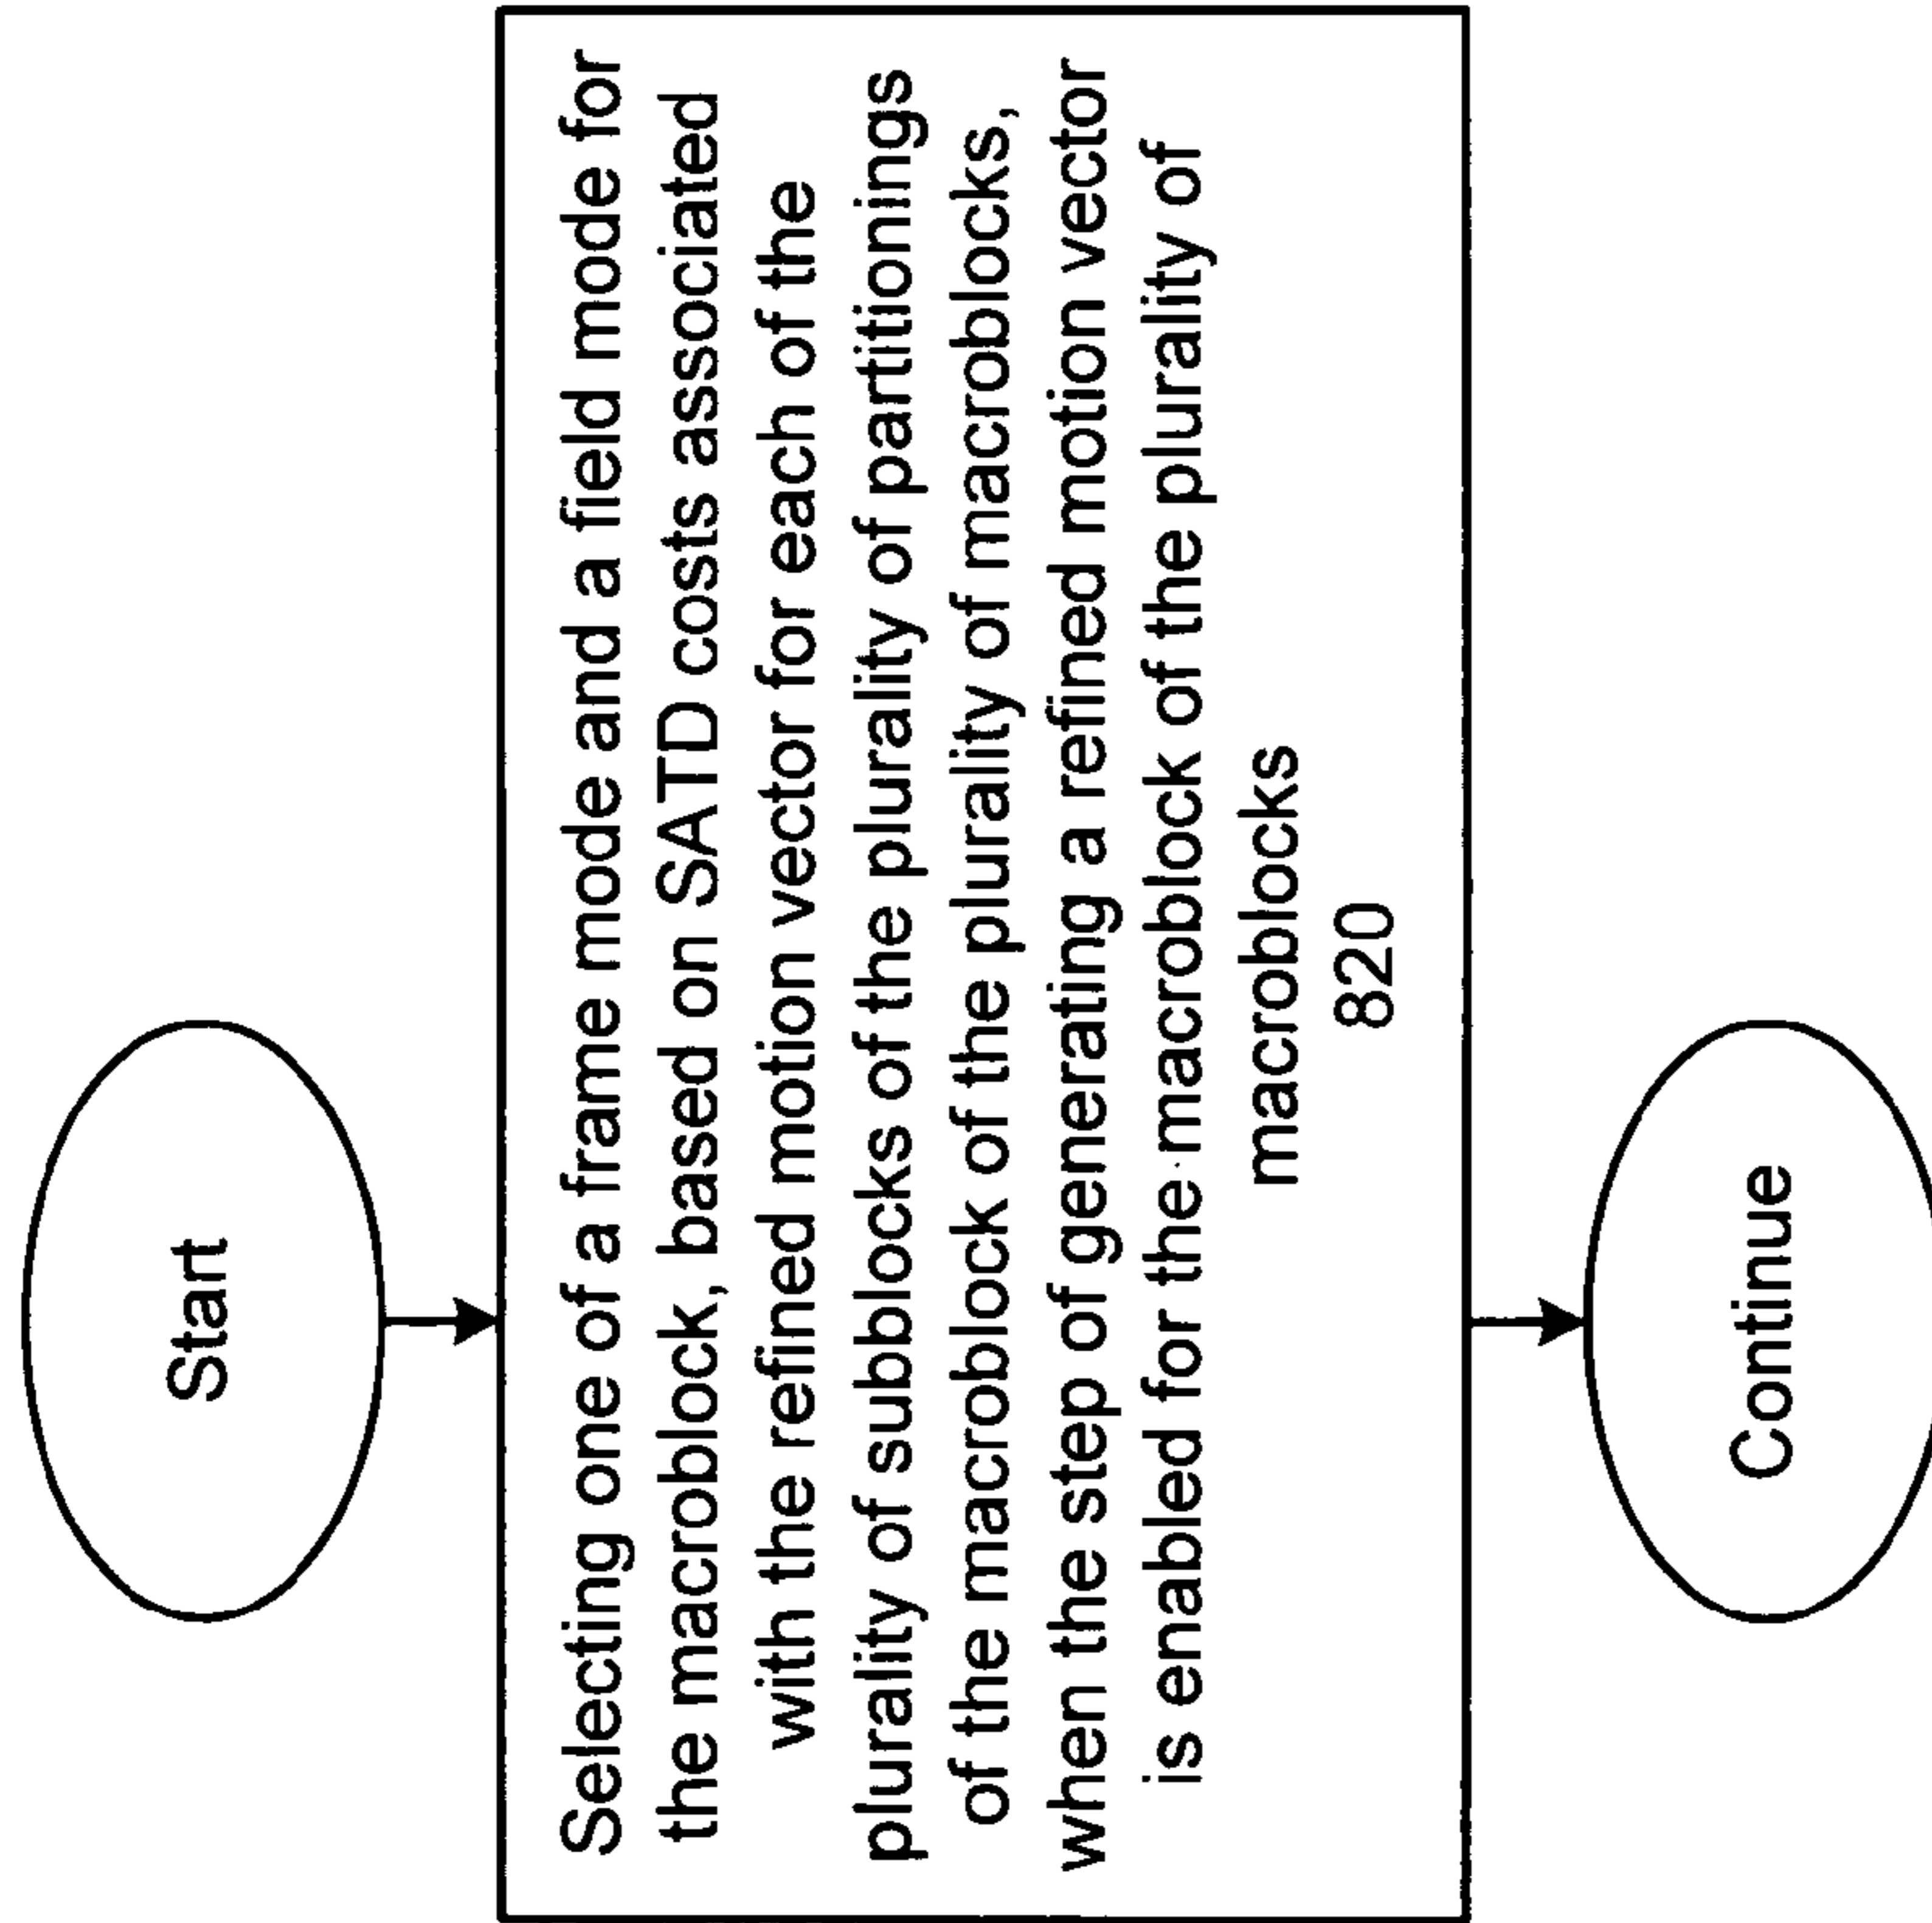 Start
Selecting one of a frame mode and a field mode for
the macroblock, based on SATD costs associated
with the refined motion vector for each of the
plurality of subblocks of the plurality of partitionings
of the macroblock of the plurality of macroblocks,
when the step of generating a refined motion vector
is enabled for the macroblock of the plurality of
macroblocks
820
Continue